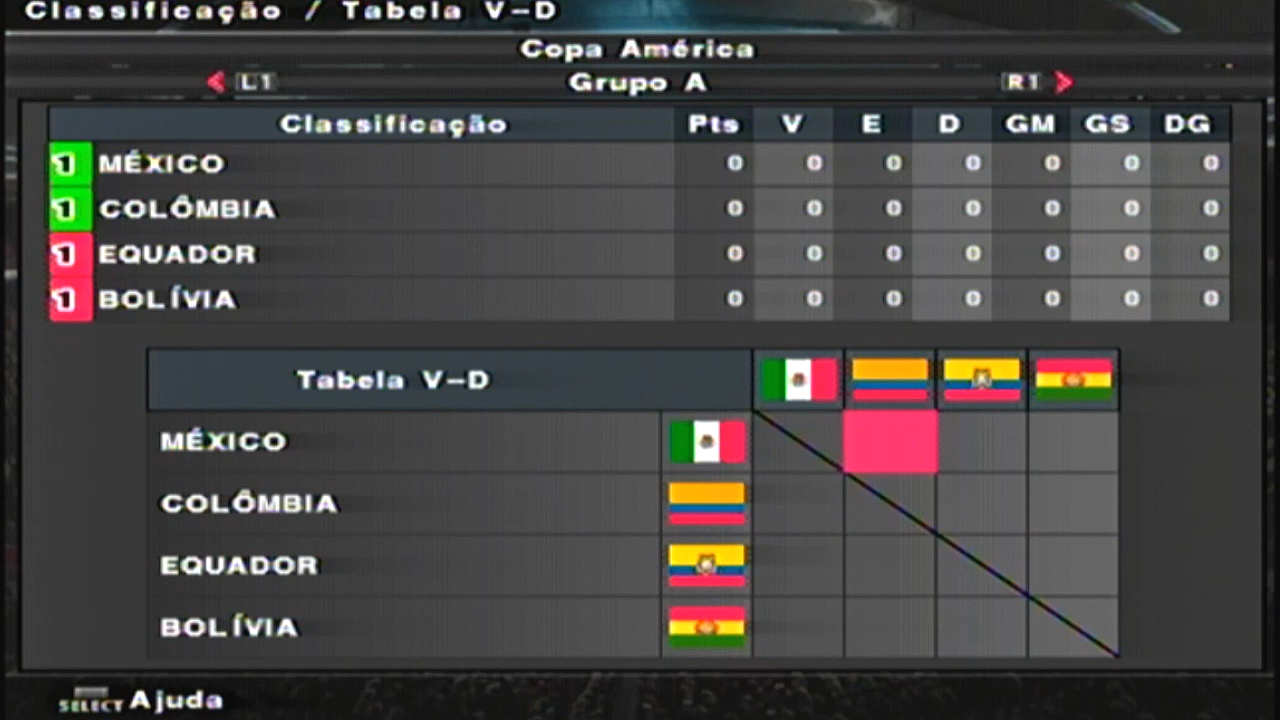 Classificação / Tabela V-D
Copa América
L1 Grupo A R1
Classificação Pts V E D GM GS DG
1 MÉXICO 0 0 0 0 0 0 0
1 COLÔMBIA 0 0 0 0 0 0 0
1 EQUADOR 0 0 0 0 0 0 0
1 BOLÍVIA 0 0 0 0 0 0 0
Tabela V-D
MÉXICO
COLÔMBIA
EQUADOR
BOLÍVIA
SELECT Ajuda